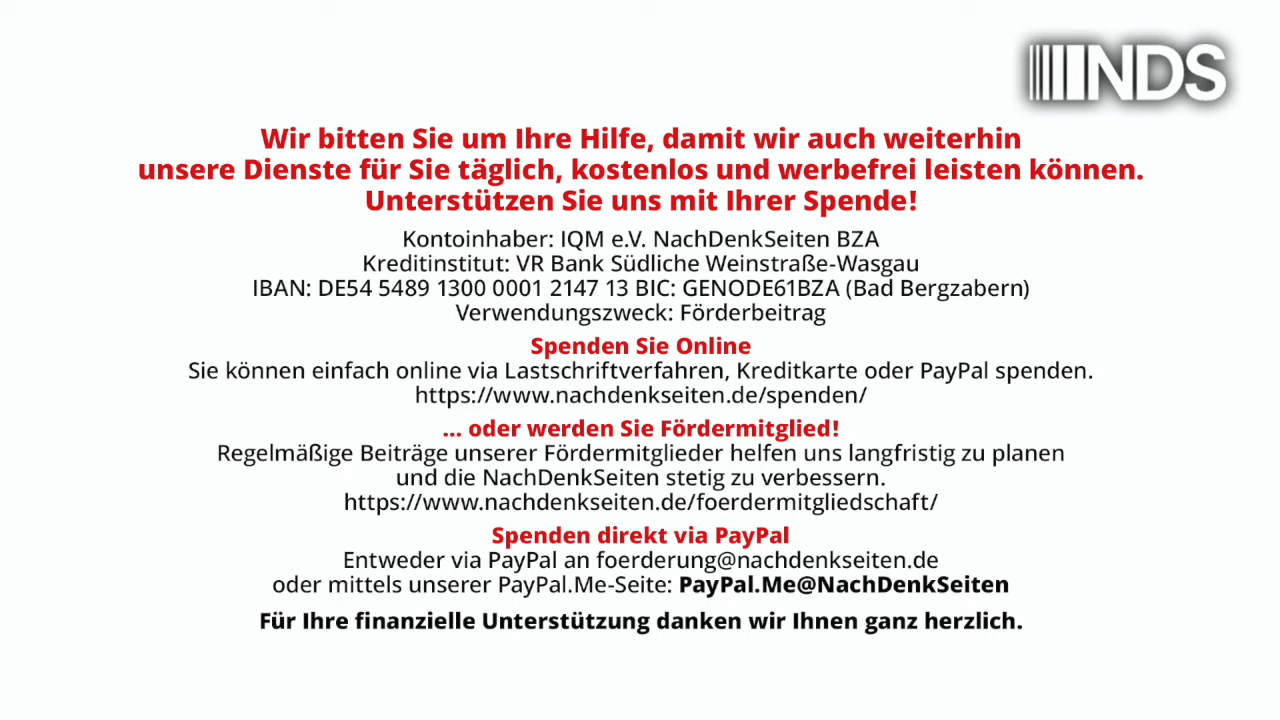 NDS
Wir bitten Sie um Ihre Hilfe, damit wir auch weiterhin
unsere Dienste für Sie täglich, kostenlos und werbefrei leisten können.
Unterstützen Sie uns mit Ihrer Spende!
Kontoinhaber: IQM e.V. NachDenkSeiten BZA
Kreditinstitut: VR Bank Südliche Weinstraße-Wasgau
IBAN: DE54 5489 1300 0001 2147 13 BIC: GENODE61BZA (Bad Bergzabern)
Verwendungszweck: Förderbeitrag
Spenden Sie Online
Sie können einfach online via Lastschriftverfahren, Kreditkarte oder PayPal spenden.
https://www.nachdenkseiten.de/spenden/
... oder werden Sie Fördermitglied!
Regelmäßige Beiträge unserer Fördermitglieder helfen uns langfristig zu planen
und die NachDenkSeiten stetig zu verbessern.
https://www.nachdenkseiten.de/foerdermitgliedschaft/
Spenden direkt via PayPal
Entweder via PayPal an foerderung@nachdenkseiten.de
oder mittels unserer PayPal.Me-Seite: PayPal.Me@NachDenkSeiten
Für Ihre finanzielle Unterstützung danken wir Ihnen ganz herzlich.